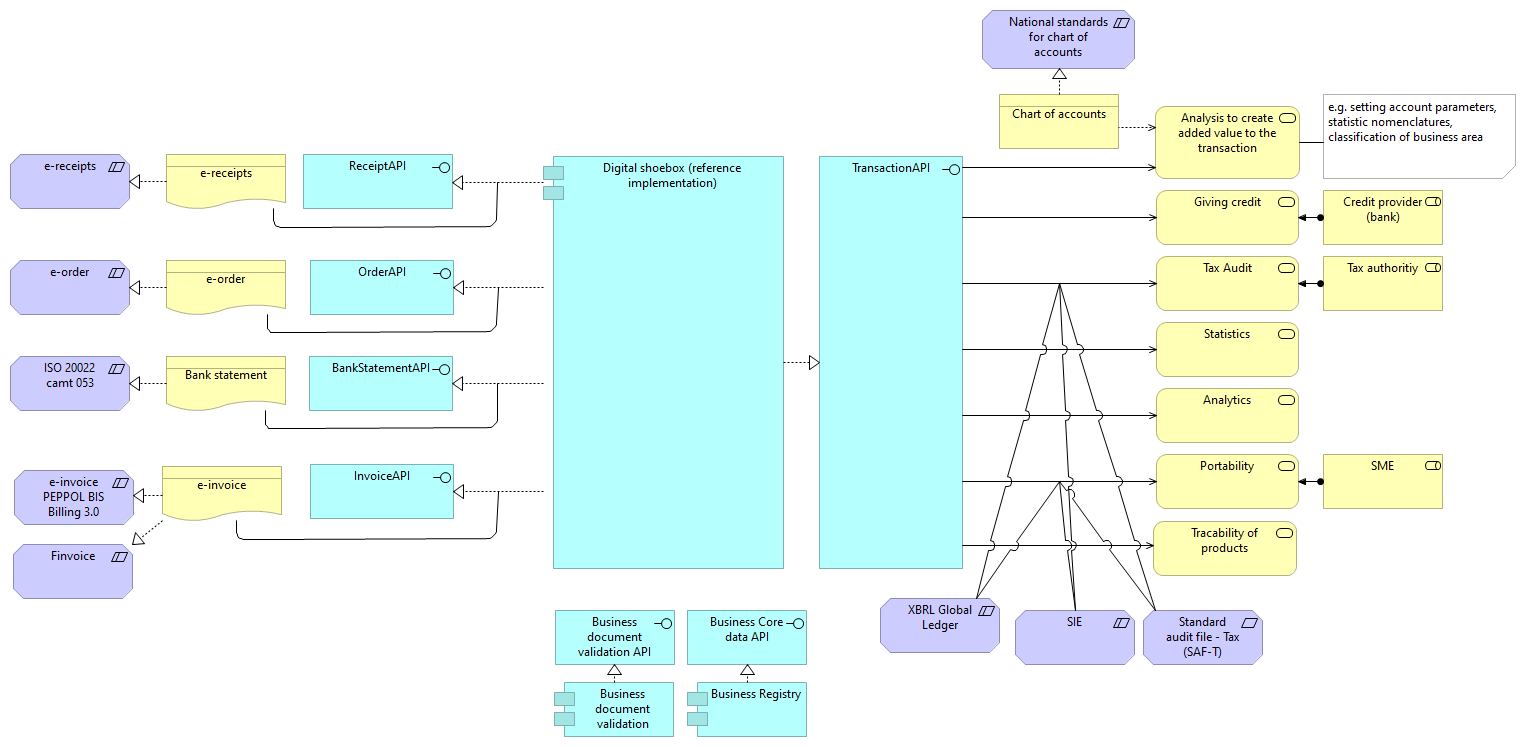 National standards
for chart of
accounts
Chart of accounts
Analysis to create
added value to the
transaction
e.g. setting account parameters,
statistic nomenclatures,
classification of business area
e-receipts
e-receipts
ReceiptAPI
Digital shoebox (reference
implementation)
TransactionAPI
Giving credit
Credit provider
(bank)
e-order
e-order
OrderAPI
Tax Audit
Tax authoritiy
Statistics
ISO 20022
camt 053
Bank statement
BankStatementAPI
Analytics
e-invoice
PEPPOL BIS
Billing 3.0
e-invoice
InvoiceAPI
Portability
SME
Finvoice
Tracability of
products
Business
document
validation API
Business Core
data API
XBRL Global
Ledger
SIE
Standard
audit file - Tax
(SAF-T)
Business
document
validation
Business Registry